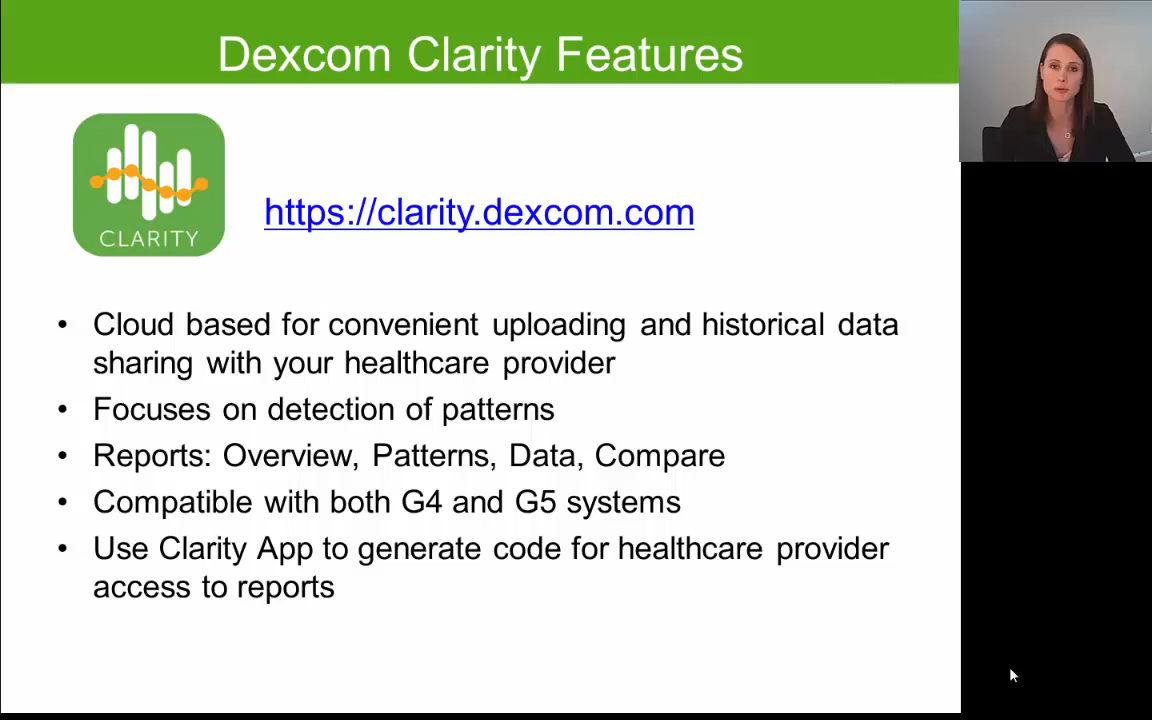 Dexcom Clarity Features
CLARITY
https://clarity.dexcom.com
• Cloud based for convenient uploading and historical data
sharing with your healthcare provider
• Focuses on detection of patterns
• Reports: Overview, Patterns, Data, Compare
• Compatible with both G4 and G5 systems
• Use Clarity App to generate code for healthcare provider
access to reports